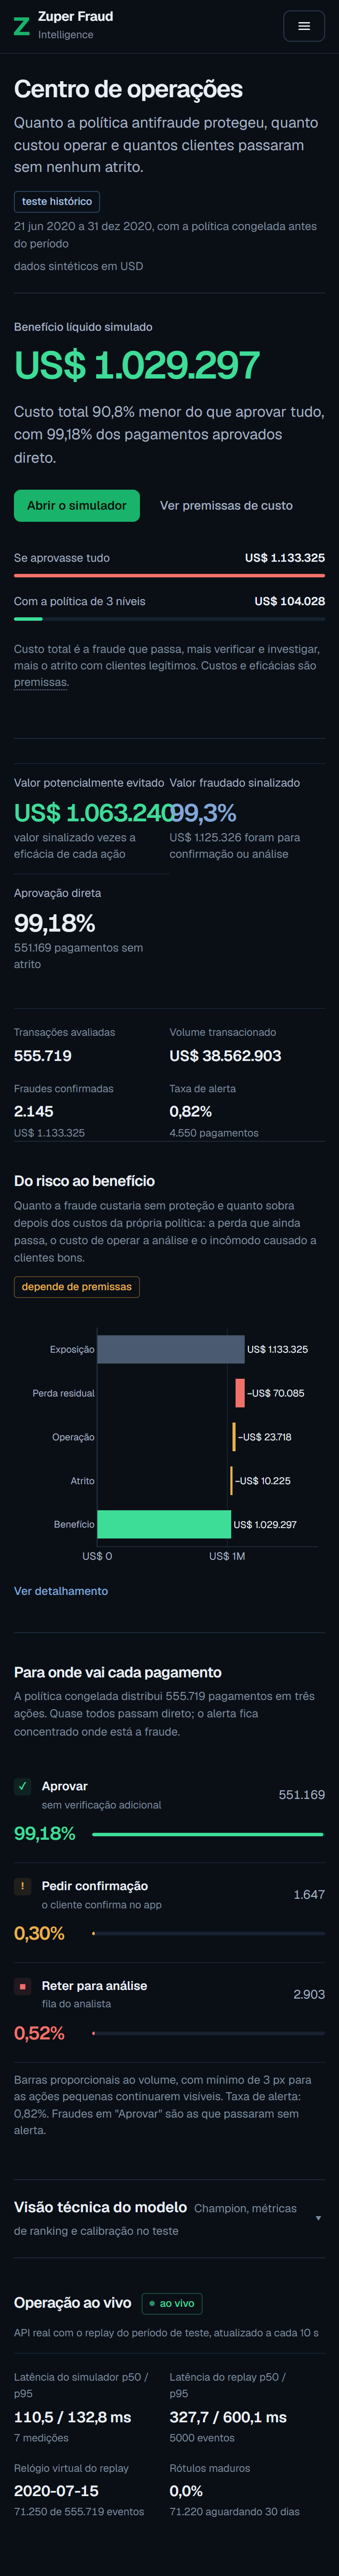 Zuper Fraud
Intelligence
Centro de operações
Quanto a política antifraude protegeu, quanto
custou operar e quantos clientes passaram
sem nenhum atrito.
teste histórico
21 jun 2020 a 31 dez 2020, com a política congelada antes
do período
dados sintéticos em USD
Benefício líquido simulado
US$ 1.029.297
Custo total 90,8% menor do que aprovar tudo,
com 99,18% dos pagamentos aprovados
direto.
Abrir o simulador
Ver premissas de custo
Se aprovasse tudo
US$ 1.133.325
Com a política de 3 níveis
US$ 104.028
Custo total é a fraude que passa, mais verificar e investigar,
mais o atrito com clientes legítimos. Custos e eficácias são
premissas.
Valor potencialmente evitado
US$ 1.063.240
valor sinalizado vezes a
eficácia de cada ação
Valor fraudado sinalizado
99,3%
US$ 1.125.326 foram para
confirmação ou análise
Aprovação direta
99,18%
551.169 pagamentos sem
atrito
Transações avaliadas
555.719
Volume transacionado
US$ 38.562.903
Fraudes confirmadas
2.145
US$ 1.133.325
Taxa de alerta
0,82%
4.550 pagamentos
Do risco ao benefício
Quanto a fraude custaria sem proteção e quanto sobra
depois dos custos da própria política: a perda que ainda
passa, o custo de operar a análise e o incômodo causado a
clientes bons.
depende de premissas
Exposição
US$ 1.133.325
Perda residual
−US$ 70.085
Operação
−US$ 23.718
Atrito
−US$ 10.225
Benefício
US$ 1.029.297
US$ 0
US$ 1M
Ver detalhamento
Para onde vai cada pagamento
A política congelada distribui 555.719 pagamentos em três
ações. Quase todos passam direto; o alerta fica
concentrado onde está a fraude.
✓ Aprovar
sem verificação adicional
551.169
99,18%
! Pedir confirmação
o cliente confirma no app
1.647
0,30%
■ Reter para análise
fila do analista
2.903
0,52%
Barras proporcionais ao volume, com mínimo de 3 px para
as ações pequenas continuarem visíveis. Taxa de alerta:
0,82%. Fraudes em "Aprovar" são as que passaram sem
alerta.
Visão técnica do modelo Champion, métricas
de ranking e calibração no teste
▼
Operação ao vivo
ao vivo
API real com o replay do período de teste, atualizado a cada 10 s
Latência do simulador p50 /
p95
110,5 / 132,8 ms
7 medições
Latência do replay p50 /
p95
327,7 / 600,1 ms
5000 eventos
Relógio virtual do replay
2020-07-15
71.250 de 555.719 eventos
Rótulos maduros
0,0%
71.220 aguardando 30 dias